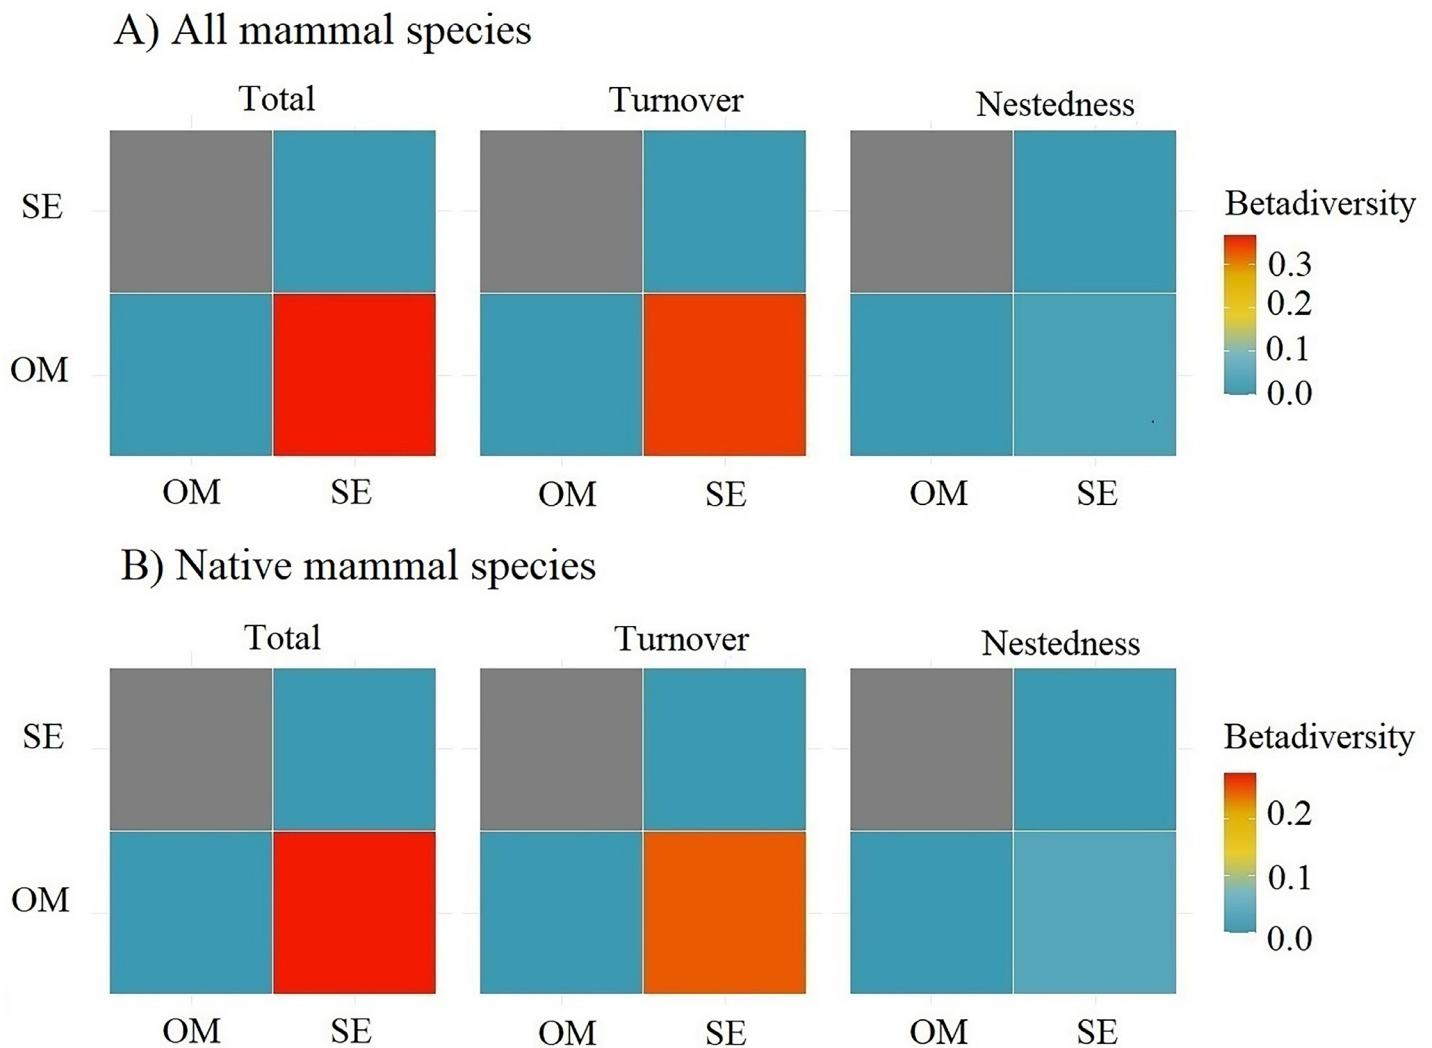 A) All mammal species
Total Turnover Nestedness
SE
OM
OM SE OM SE OM SE
Betadiversity
0.3
0.2
0.1
0.0
B) Native mammal species
Total Turnover Nestedness
SE
OM
OM SE OM SE OM SE
Betadiversity
0.2
0.1
0.0